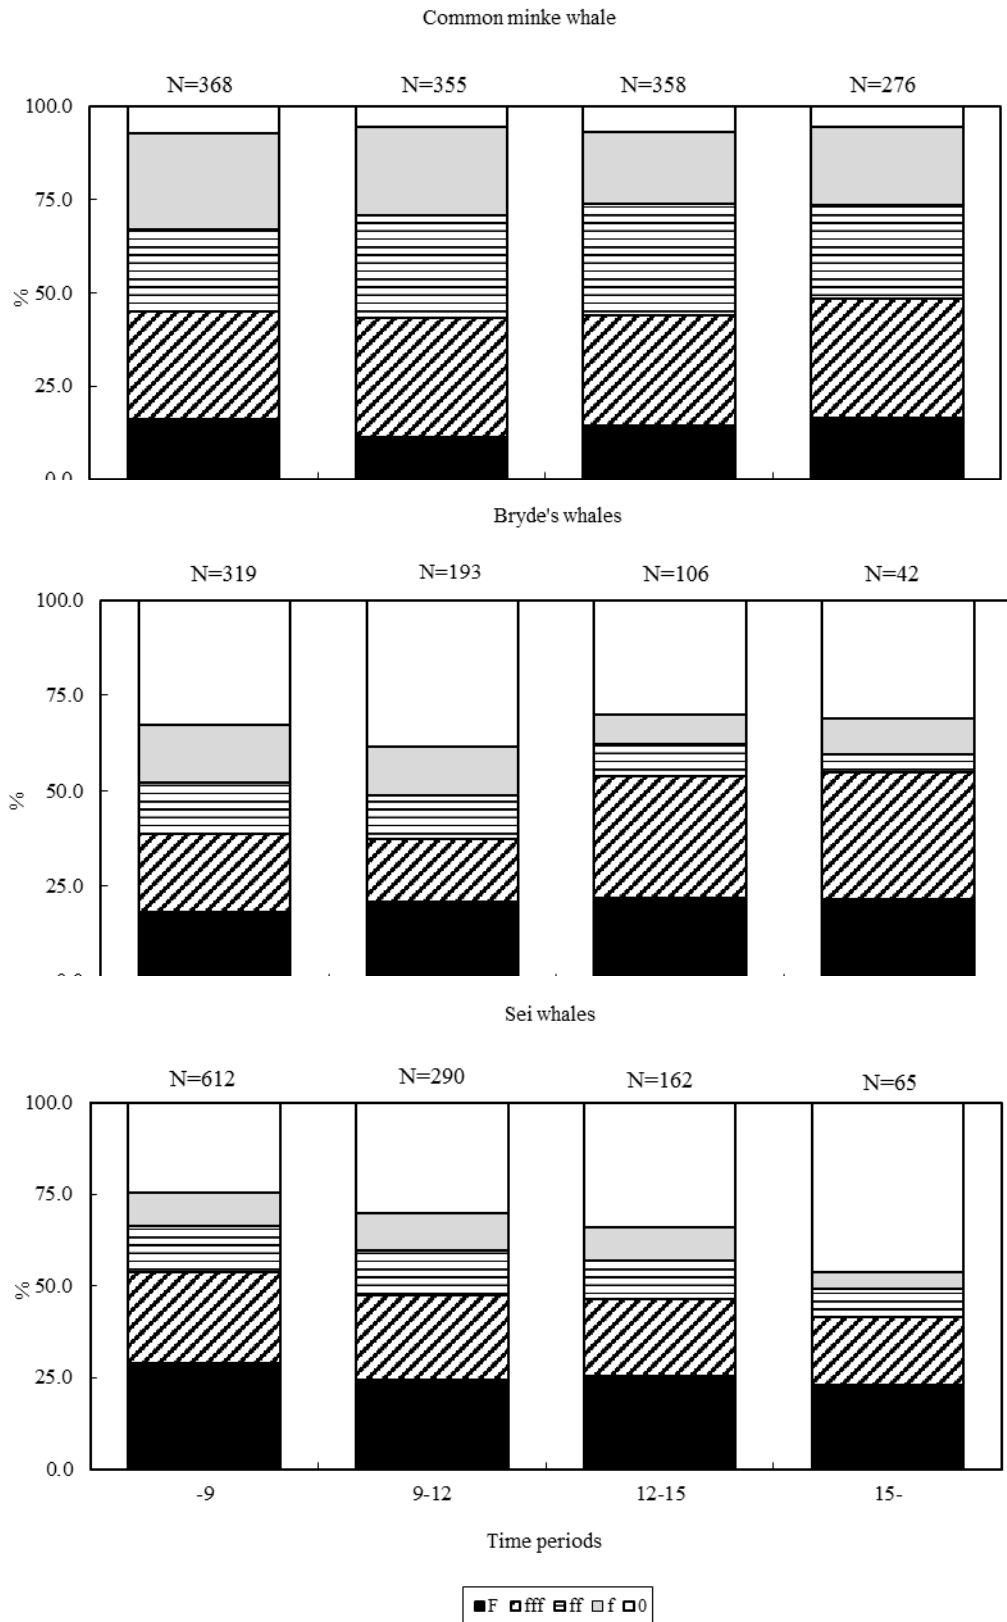 Common minke whale
N=368 N=355 N=358 N=276
100.0
75.0
50.0
%
25.0
0.0
Bryde's whales
N=319 N=193 N=106 N=42
100.0
75.0
50.0
%
25.0
Sei whales
N=612 N=290 N=162 N=65
100.0
75.0
50.0
%
25.0
0.0
-9 9-12 12-15 15-
Time periods
F fff ff f 0